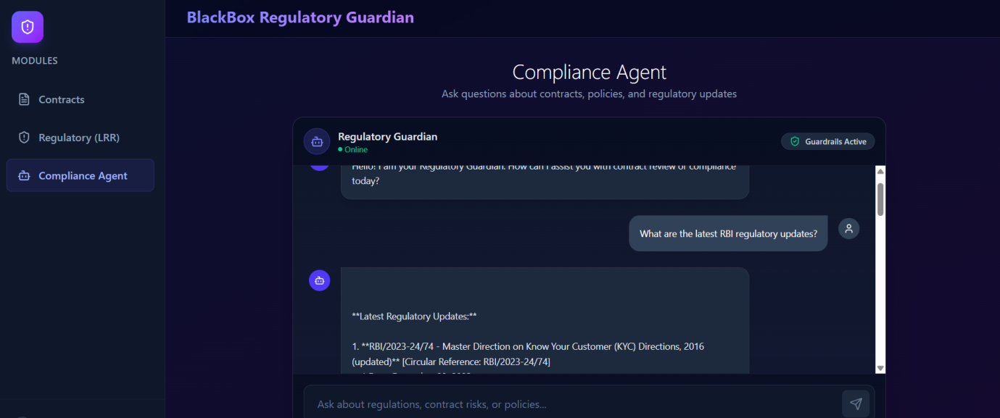 BlackBox Regulatory Guardian
MODULES
Contracts
Regulatory (LRR)
Compliance Agent
Compliance Agent
Ask questions about contracts, policies, and regulatory updates
Regulatory Guardian
Online
Guardrails Active
Hello! I am your Regulatory Guardian. How can I assist you with contract review or compliance
today?
What are the latest RBI regulatory updates?
**Latest Regulatory Updates:**
1. **RBI/2023-24/74 - Master Direction on Know Your Customer (KYC) Directions, 2016
(updated)** [Circular Reference: RBI/2023-24/74]
Ask about regulations, contract risks, or policies...